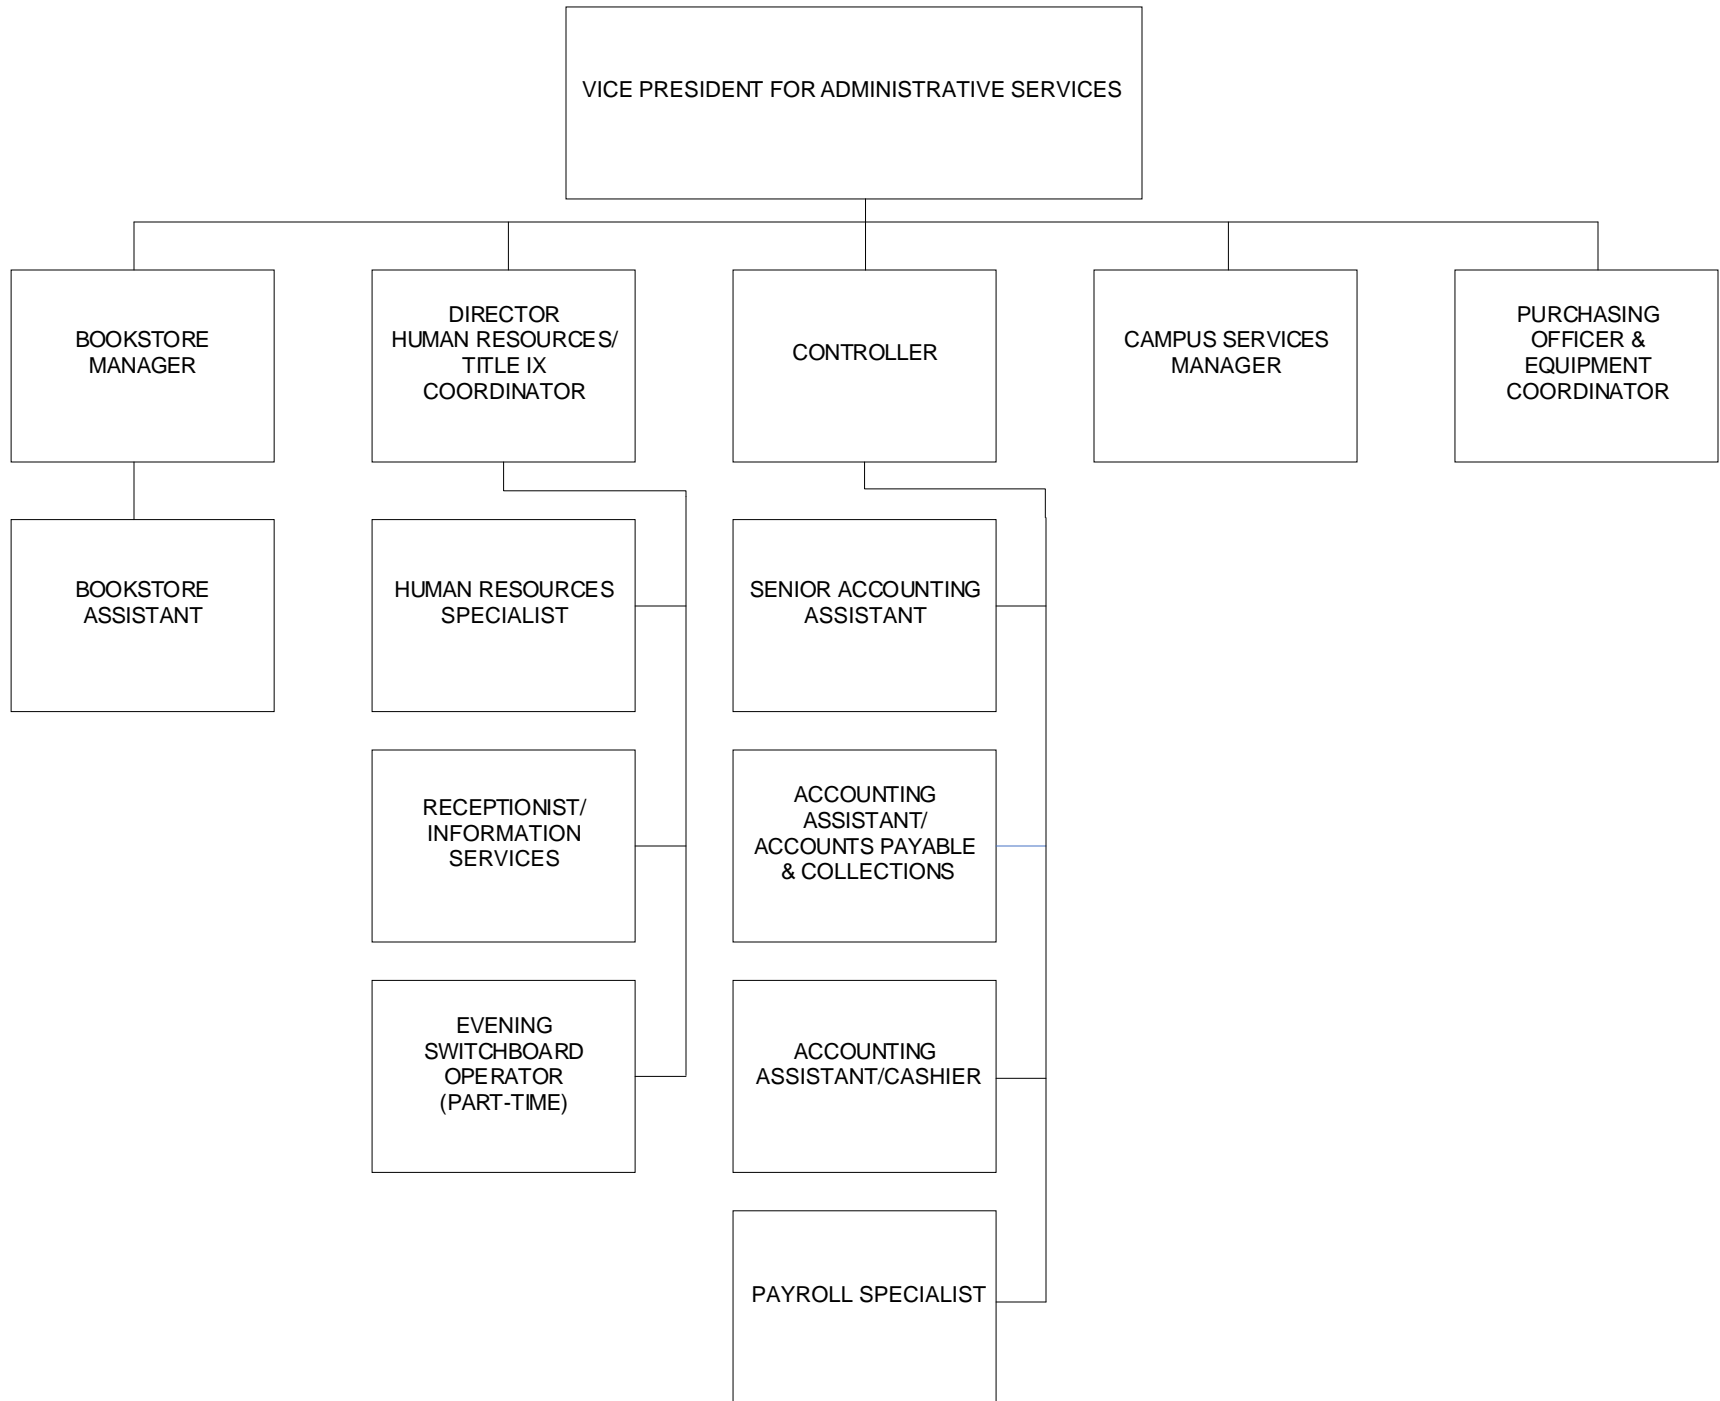 VICE PRESIDENT FOR ADMINISTRATIVE SERVICES
BOOKSTORE
MANAGER
DIRECTOR
HUMAN RESOURCES/
TITLE IX
COORDINATOR
CONTROLLER
CAMPUS SERVICES
MANAGER
PURCHASING
OFFICER &
EQUIPMENT
COORDINATOR
BOOKSTORE
ASSISTANT
HUMAN RESOURCES
SPECIALIST
SENIOR ACCOUNTING
ASSISTANT
RECEPTIONIST/
INFORMATION
SERVICES
ACCOUNTING
ASSISTANT/
ACCOUNTS PAYABLE
& COLLECTIONS
EVENING
SWITCHBOARD
OPERATOR
(PART-TIME)
ACCOUNTING
ASSISTANT/CASHIER
PAYROLL SPECIALIST